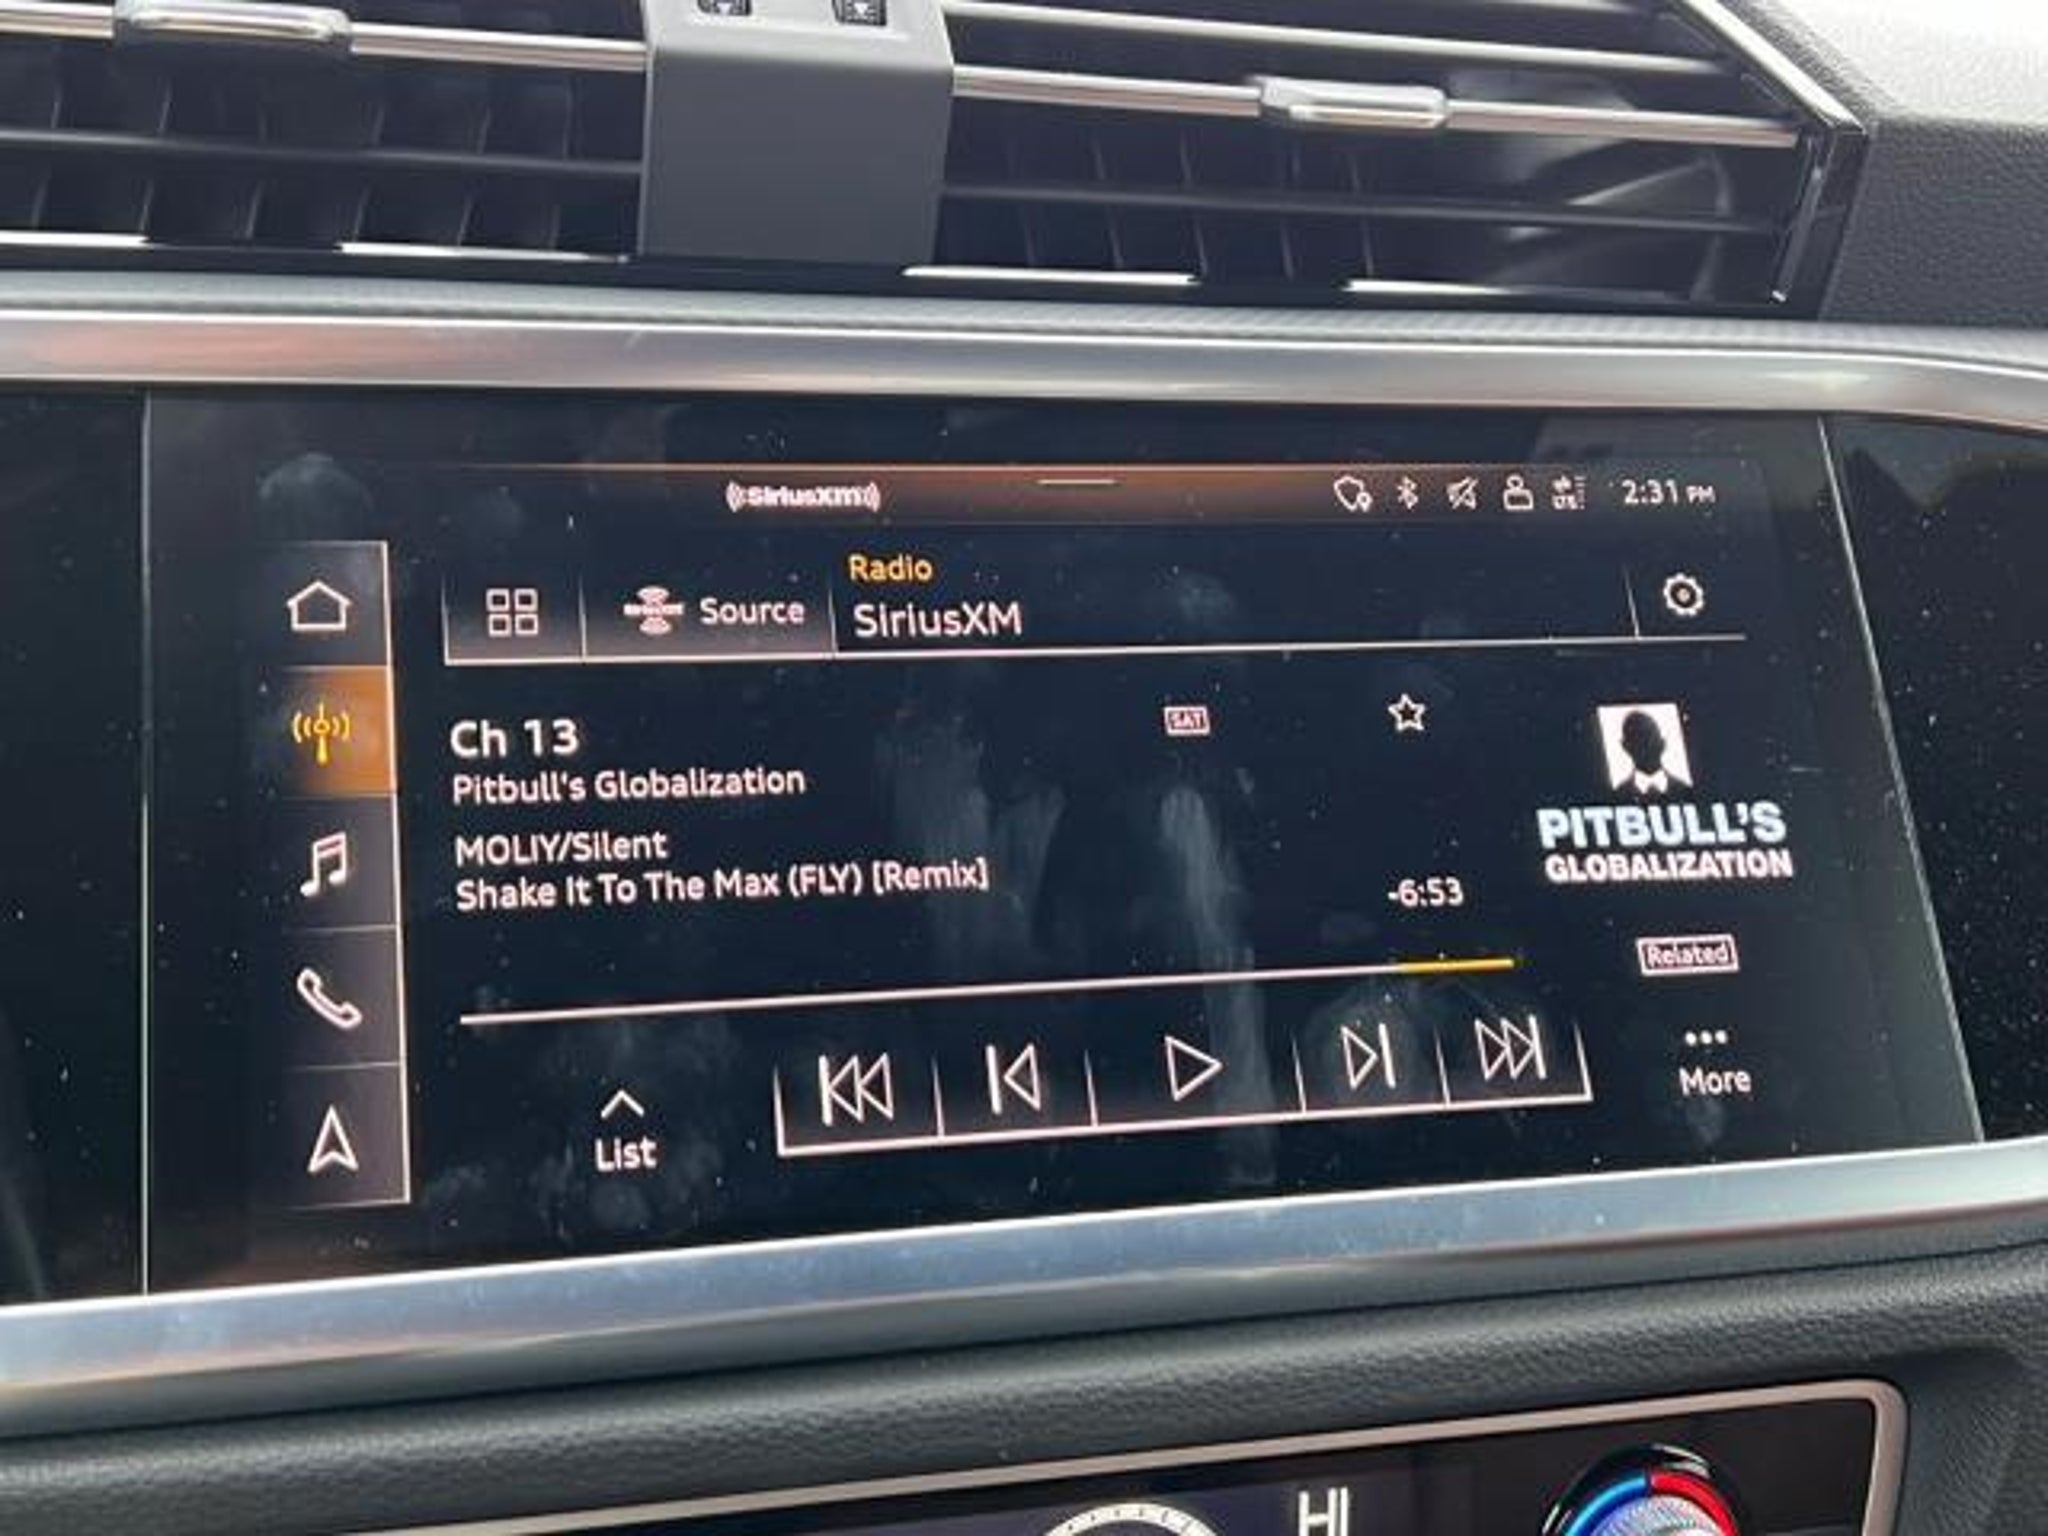 ((SiriusXM))
LTE 2:31 PM
Radio
Source SiriusXM
Ch 13 SAT
Pitbull's Globalization
MOLIY/Silent
Shake It To The Max (FLY) [Remix]
-6:53
PITBULL'S
GLOBALIZATION
Related
List
More
HI